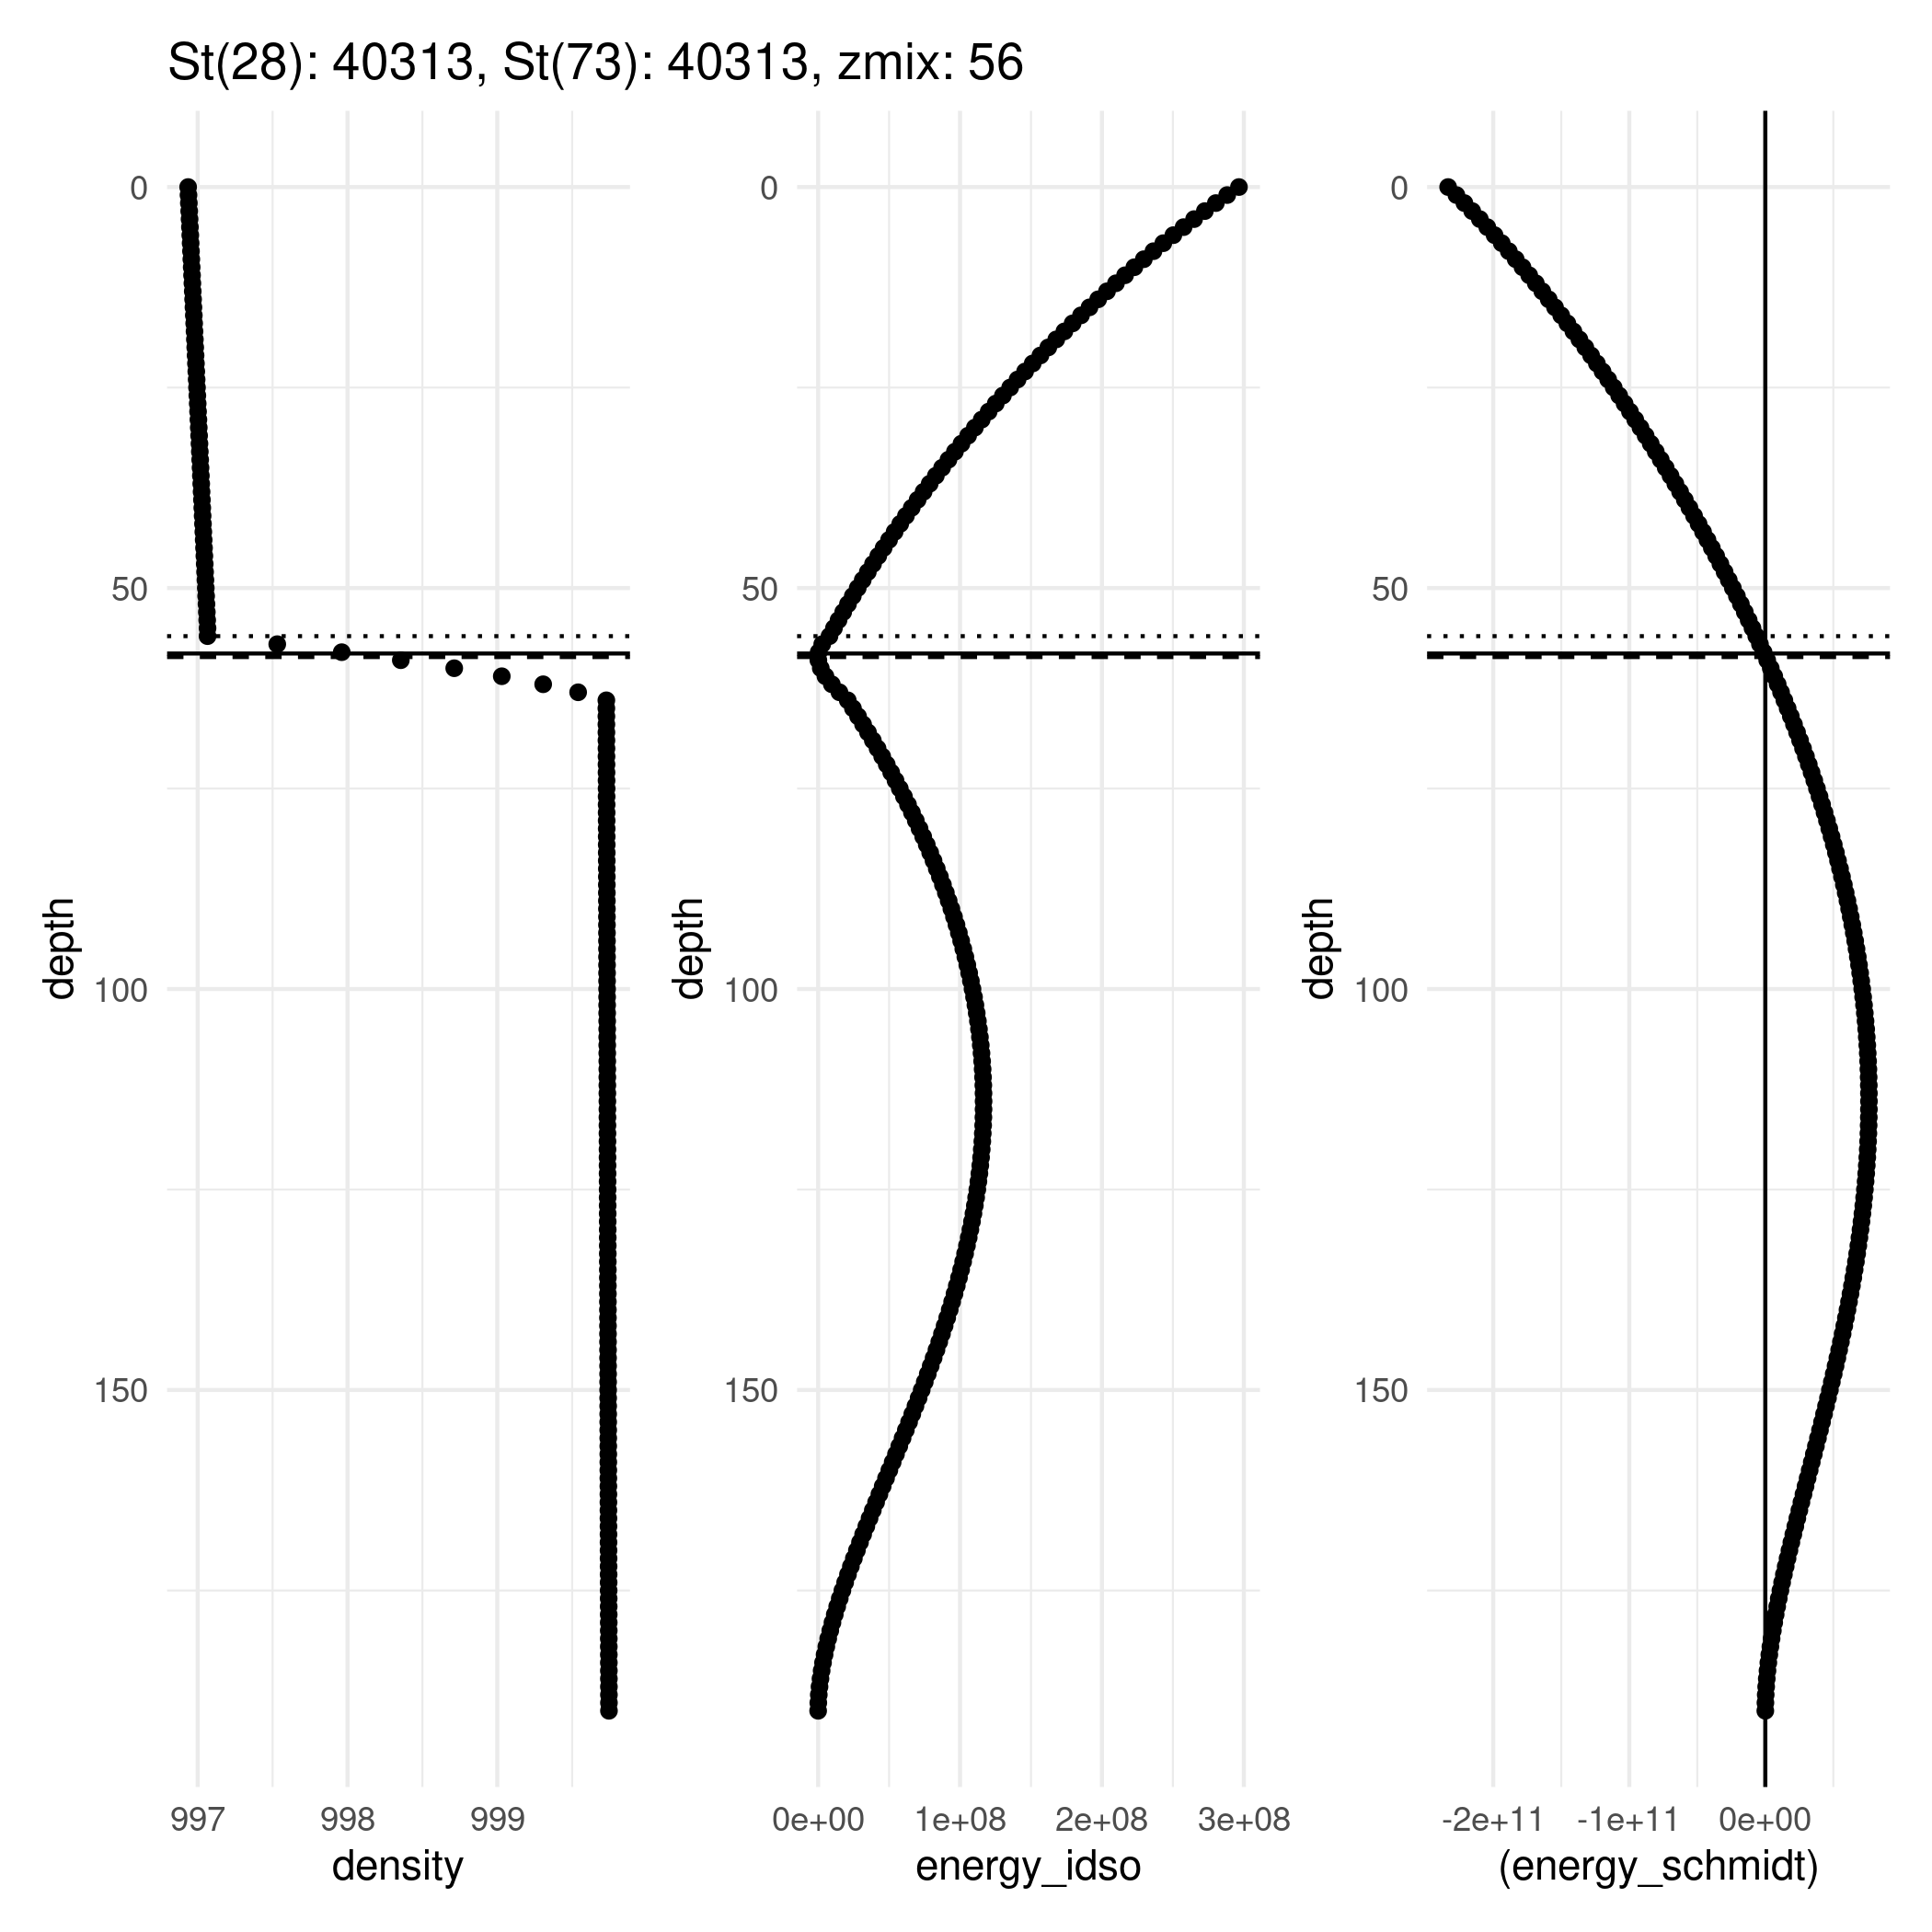 St(28): 40313, St(73): 40313, zmix: 56
0
50
100
150
depth
997 998 999
density
0
50
100
150
depth
0e+00 1e+08 2e+08 3e+08
energy_idso
0
50
100
150
depth
-2e+11 -1e+11 0e+00
(energy_schmidt)